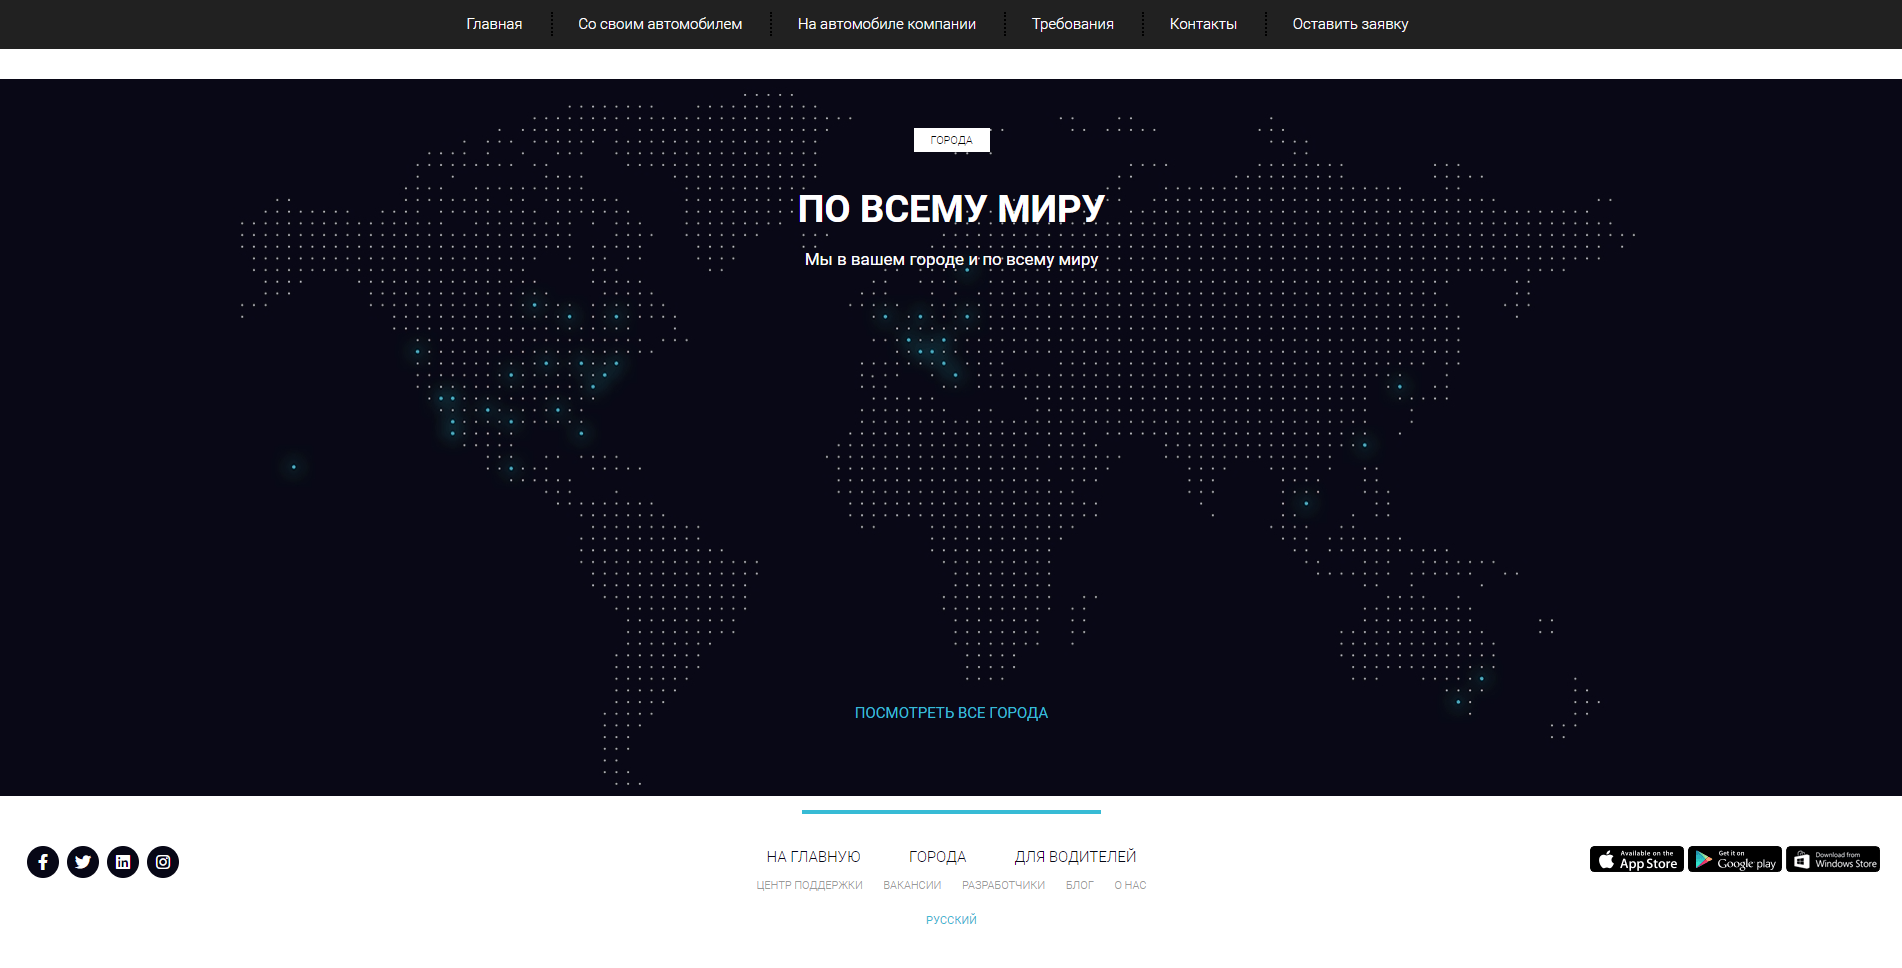 Главная
Со своим автомобилем
На автомобиле компании
Требования
Контакты
Оставить заявку
ГОРОДА
ПО ВСЕМУ МИРУ
Мы в вашем городе и по всему миру
ПОСМОТРЕТЬ ВСЕ ГОРОДА
НА ГЛАВНУЮ
ГОРОДА
ДЛЯ ВОДИТЕЛЕЙ
ЦЕНТР ПОДДЕРЖКИ
ВАКАНСИИ
РАЗРАБОТЧИКИ
БЛОГ
О НАС
РУССКИЙ
Available on the
App Store
Get it on
Google play
Download from
Windows Store